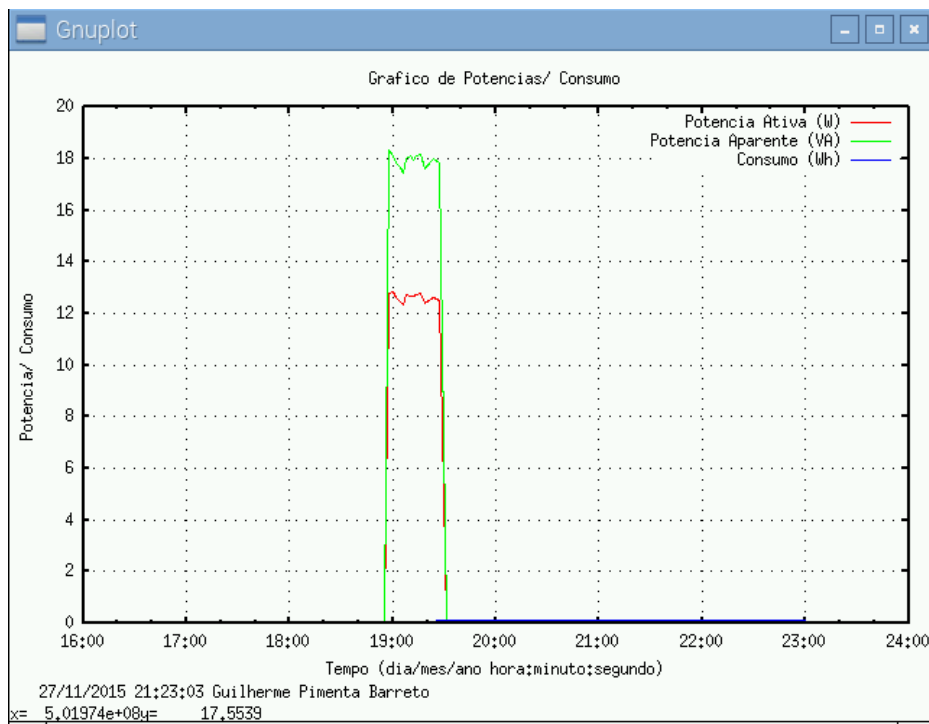 Gnuplot
Grafico de Potencias/ Consumo
Potencia Ativa (W)
Potencia Aparente (VA)
Consumo (Wh)
20
18
16
14
12
10
8
6
4
2
0
Potencia/ Consumo
16:00 17:00 18:00 19:00 20:00 21:00 22:00 23:00 24:00
Tempo (dia/mes/ano hora:minuto:segundo)
27/11/2015 21:23:03 Guilherme Pimenta Barreto
x= 5.01974e+08y= 17.5539